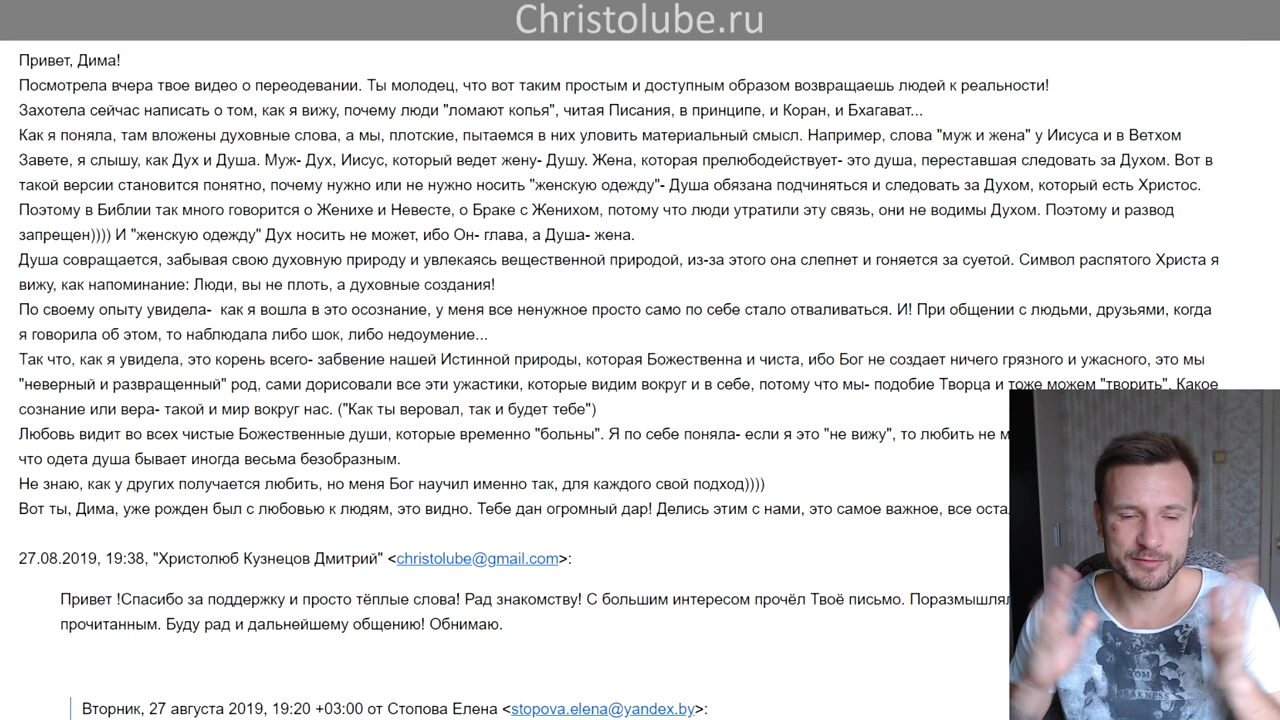 Christolube.ru
Привет, Дима!
Посмотрела вчера твое видео о переодевании. Ты молодец, что вот таким простым и доступным образом возвращаешь людей к реальности!
Захотела сейчас написать о том, как я вижу, почему люди "ломают копья", читая Писания, в принципе, и Коран, и Бхагават...
Как я поняла, там вложены духовные слова, а мы, плотские, пытаемся в них уловить материальный смысл. Например, слова "муж и жена" у Иисуса и в Ветхом
Завете, я слышу, как Дух и Душа. Муж- Дух, Иисус, который ведет жену- Душу. Жена, которая прелюбодействует- это душа, переставшая следовать за Духом. Вот в
такой версии становится понятно, почему нужно или не нужно носить "женскую одежду"- Душа обязана подчиняться и следовать за Духом, который есть Христос.
Поэтому в Библии так много говорится о Женихе и Невесте, о Браке с Женихом, потому что люди утратили эту связь, они не водимы Духом. Поэтому и развод
запрещен)))) И "женскую одежду" Дух носить не может, ибо Он- глава, а Душа- жена.
Душа совращается, забывая свою духовную природу и увлекаясь вещественной природой, из-за этого она слепнет и гоняется за суетой. Символ распятого Христа я
вижу, как напоминание: Люди, вы не плоть, а духовные создания!
По своему опыту увидела- как я вошла в это осознание, у меня все ненужное просто само по себе стало отваливаться. И! При общении с людьми, друзьями, когда
я говорила об этом, то наблюдала либо шок, либо недоумение...
Так что, как я увидела, это корень всего- забвение нашей Истинной природы, которая Божественна и чиста, ибо Бог не создает ничего грязного и ужасного, это мы
"неверный и развращенный" род, сами дорисовали все эти ужастики, которые видим вокруг и в себе, потому что мы- подобие Творца и тоже можем "творить". Какое
сознание или вера- такой и мир вокруг нас. ("Как ты веровал, так и будет тебе")
Любовь видит во всех чистые Божественные души, которые временно "больны". Я по себе поняла- если я это "не вижу", то любить не
что одета душа бывает иногда весьма безобразным.
Не знаю, как у других получается любить, но меня Бог научил именно так, для каждого свой подход))))
Вот ты, Дима, уже рожден был с любовью к людям, это видно. Тебе дан огромный дар! Делись этим с нами, это самое важное, все
27.08.2019, 19:38, "Христолюб Кузнецов Дмитрий" <christolube@gmail.com>:
Привет !Спасибо за поддержку и просто тёплые слова! Рад знакомству! С большим интересом прочёл Твоё письмо.
прочитанным. Буду рад и дальнейшему общению! Обнимаю.
Вторник, 27 августа 2019, 19:20 +03:00 от Стопова Елена <stopova.elena@yandex.by>: